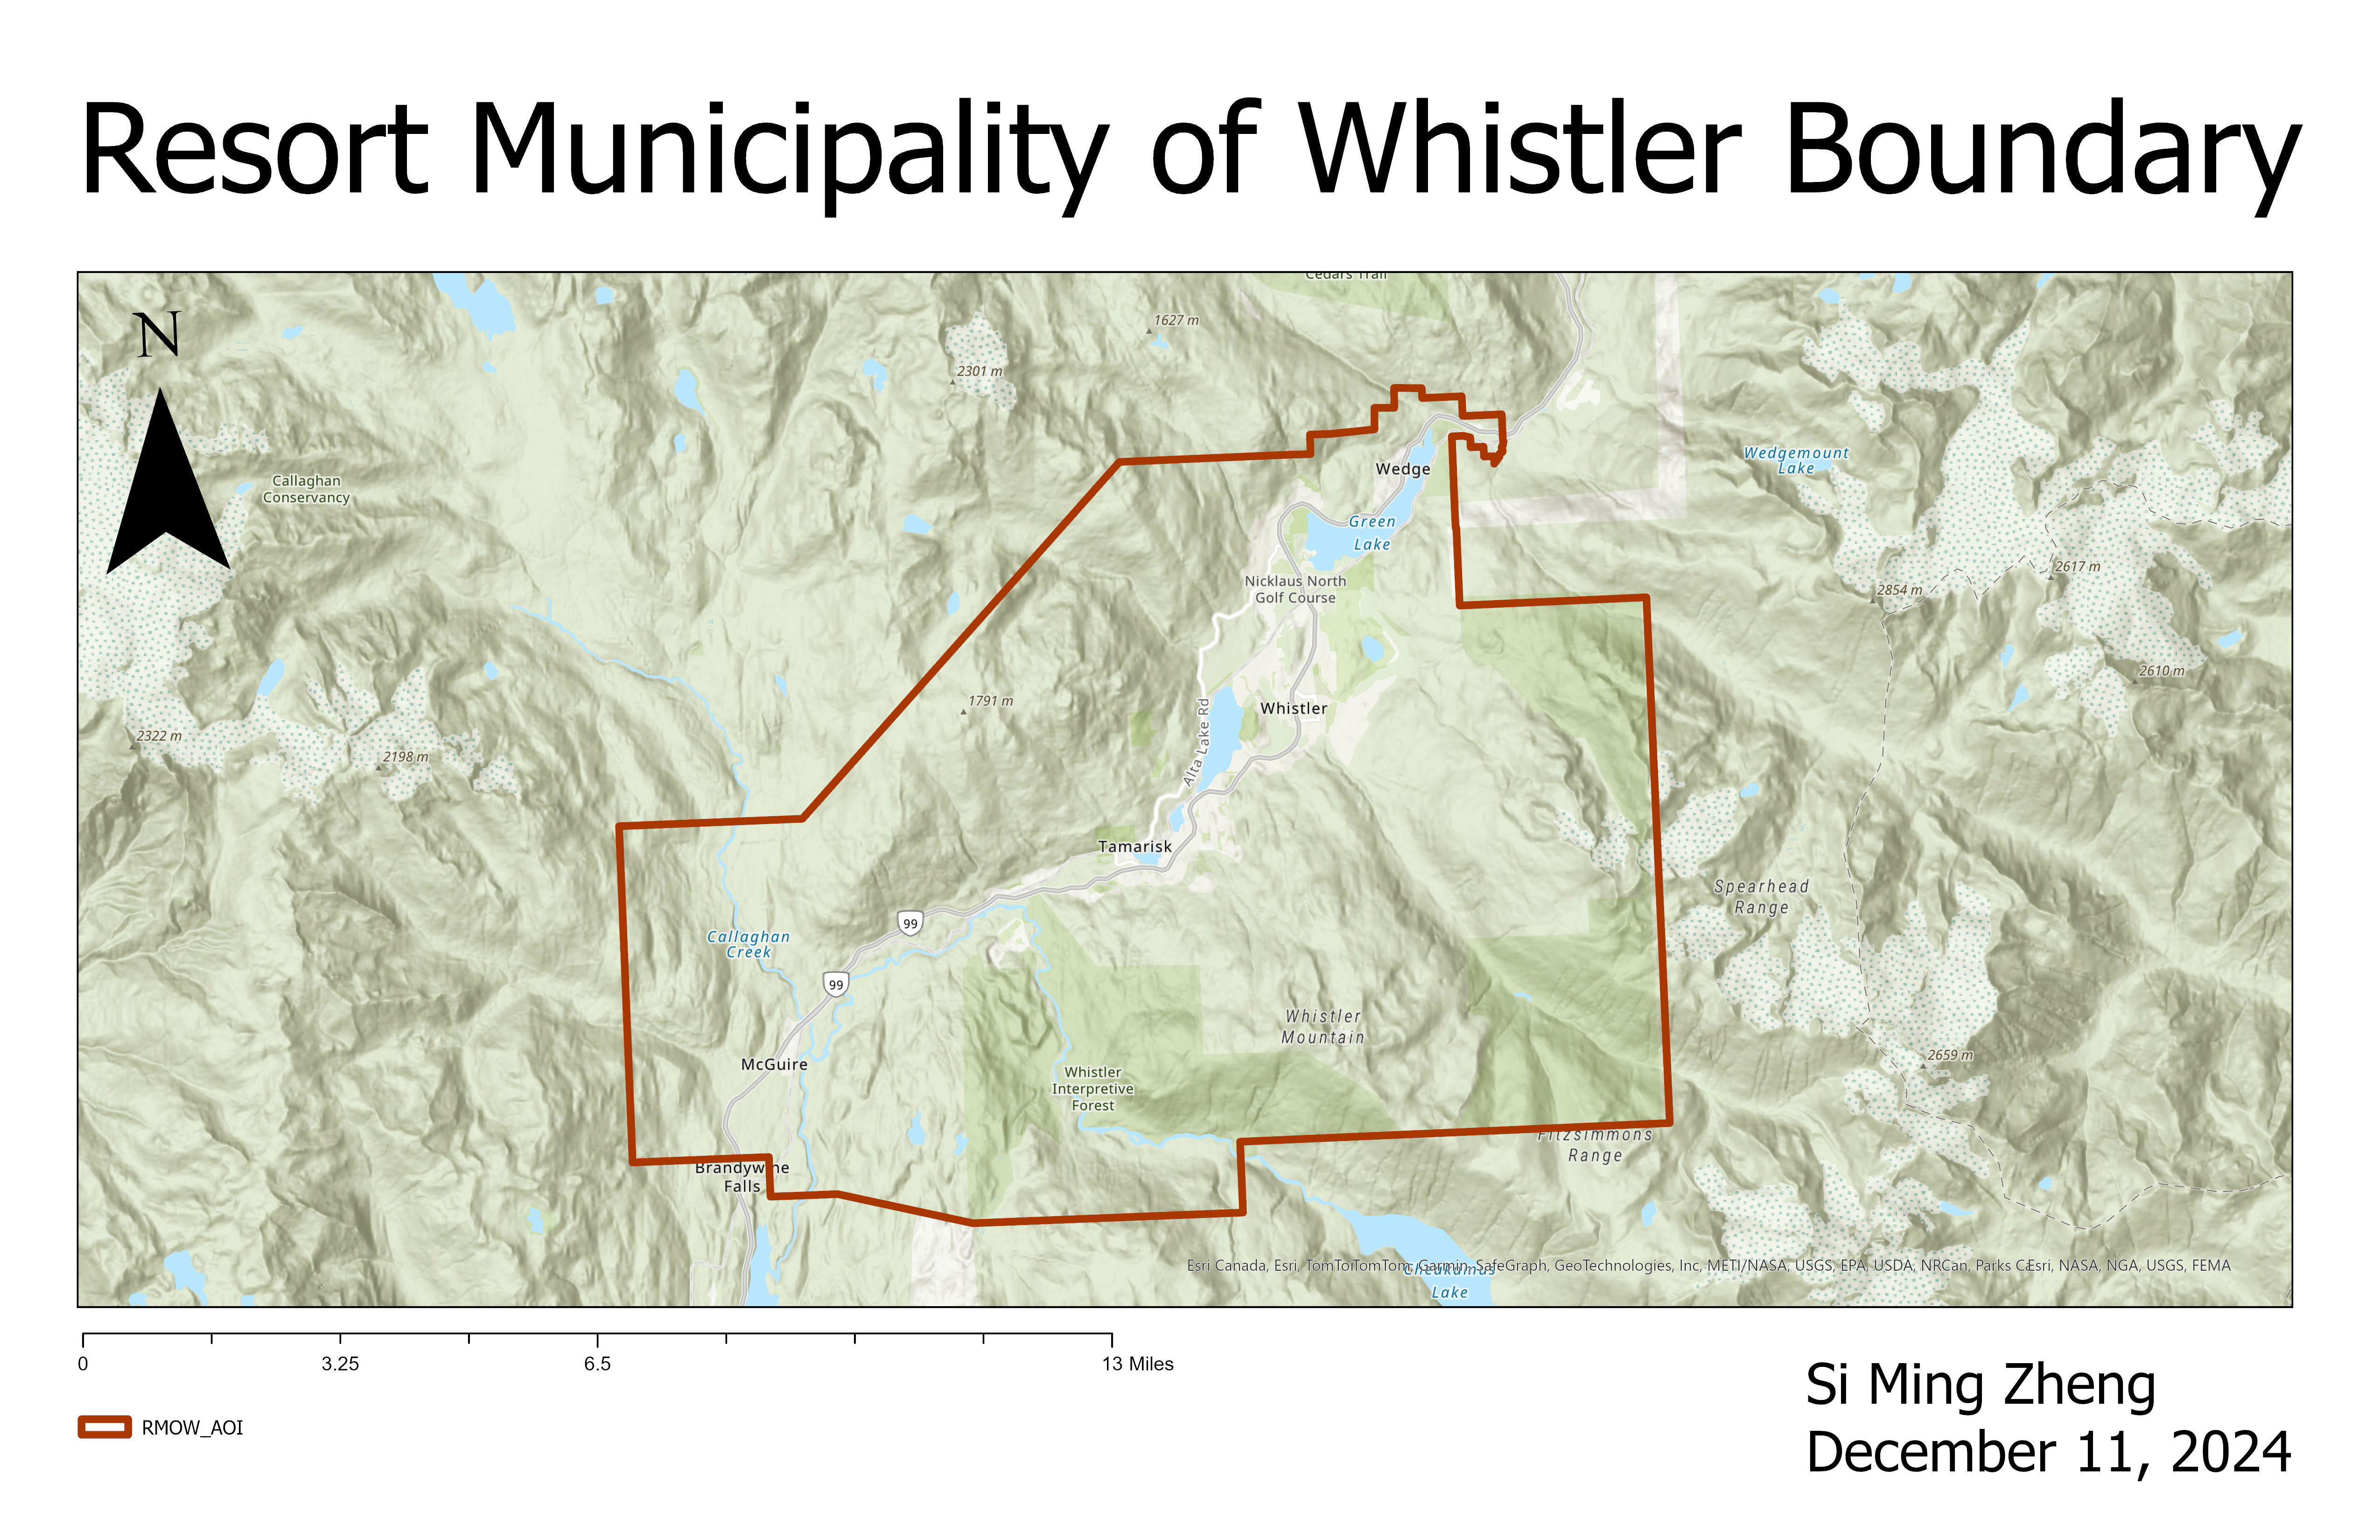 Resort Municipality of Whistler Boundary
Cedars Trail
N
1627 m
2301 m
Callaghan
Conservancy
Wedge
Wedgemount
Lake
Green
Lake
Nicklaus North
Golf Course
2617 m
2854 m
2610 m
1791 m
Alta Lake Rd
Whistler
2322 m
2198 m
Tamarisk
Spearhead
Range
99
Callaghan
Creek
99
Whistler
Mountain
McGuire
2659 m
Whistler
Interpretive
Forest
Fitzsimmons
Range
Brandywine
Falls
Esri Canada, Esri, TomTom, Garmin, SafeGraph, GeoTechnologies, Inc, METI/NASA, USGS, EPA, USDA, NRCan, Parks Esri, NASA, NGA, USGS, FEMA
Cheakamus
Lake
0 3.25 6.5 13 Miles
RMOW_AOI
Si Ming Zheng
December 11, 2024